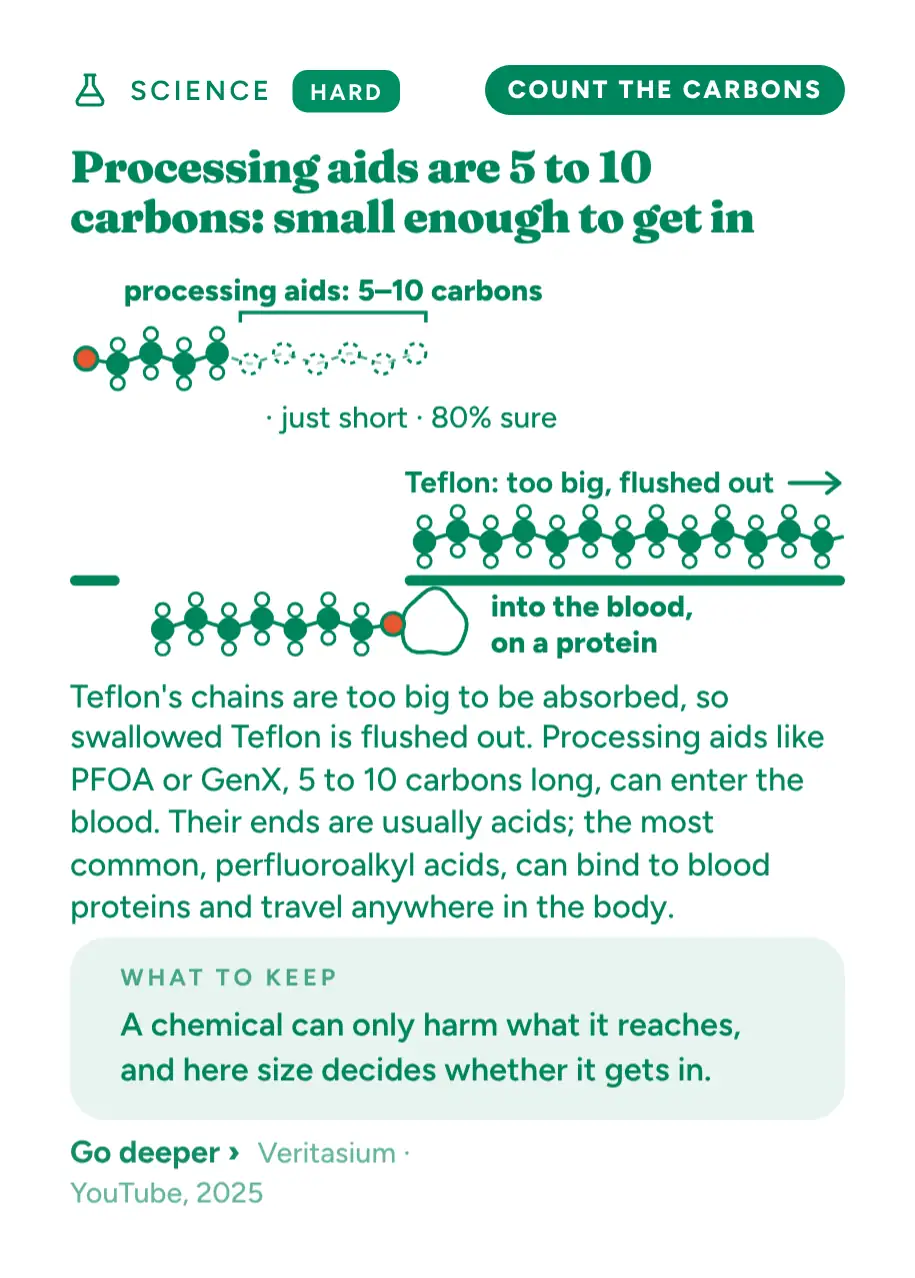 SCIENCE HARD COUNT THE CARBONS
Processing aids are 5 to 10
carbons: small enough to get in
processing aids: 5–10 carbons
· just short · 80% sure
Teflon: too big, flushed out →
into the blood,
on a protein
Teflon's chains are too big to be absorbed, so
swallowed Teflon is flushed out. Processing aids like
PFOA or GenX, 5 to 10 carbons long, can enter the
blood. Their ends are usually acids; the most
common, perfluoroalkyl acids, can bind to blood
proteins and travel anywhere in the body.
WHAT TO KEEP
A chemical can only harm what it reaches,
and here size decides whether it gets in.
Go deeper › Veritasium ·
YouTube, 2025